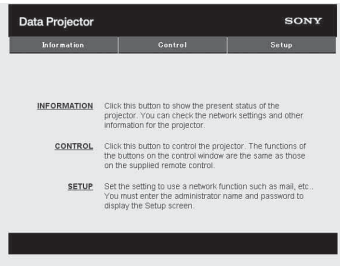 Data Projector SONY
Information Control Setup
INFORMATION Click this button to show the present status of the
projector. You can check the network settings and other
information for the projector.
CONTROL Click this button to control the projector. The functions of
the buttons on the control window are the same as those
on the supplied remote control.
SETUP Set the setting to use a network function such as mail, etc..
You must enter the administrator name and password to
display the Setup screen.